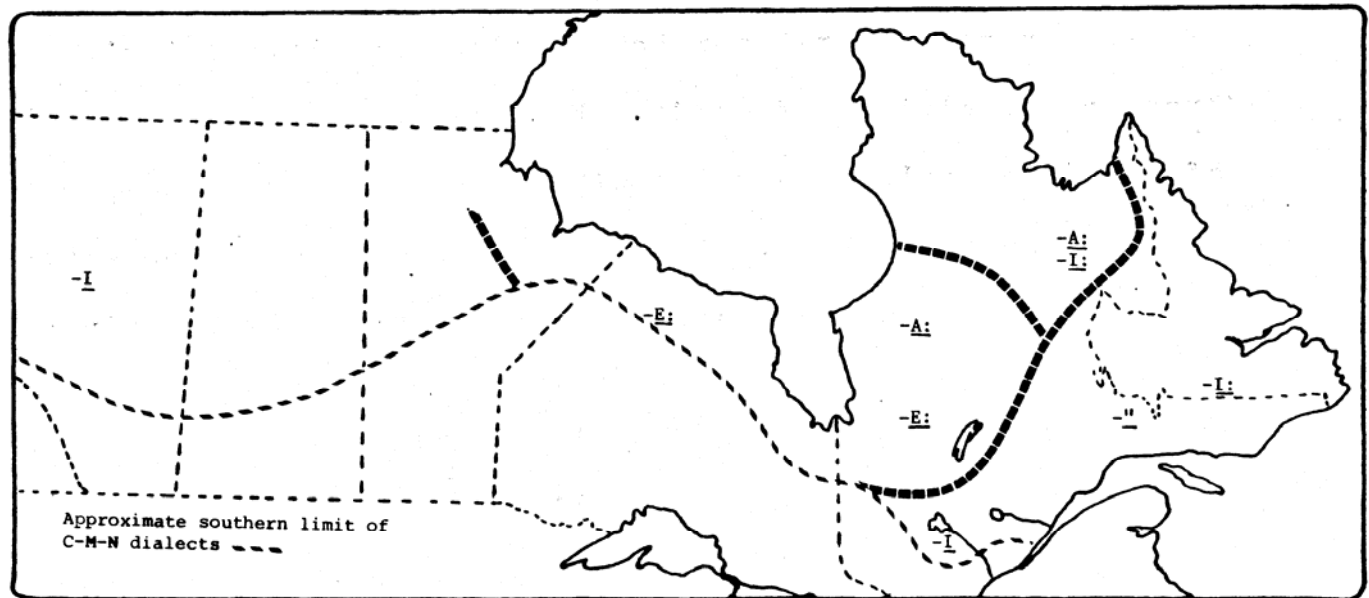 -A:
-I:
-I
-E:
-A:
-I:
-E:
-"
Approximate southern limit of
C-M-N dialects
-I